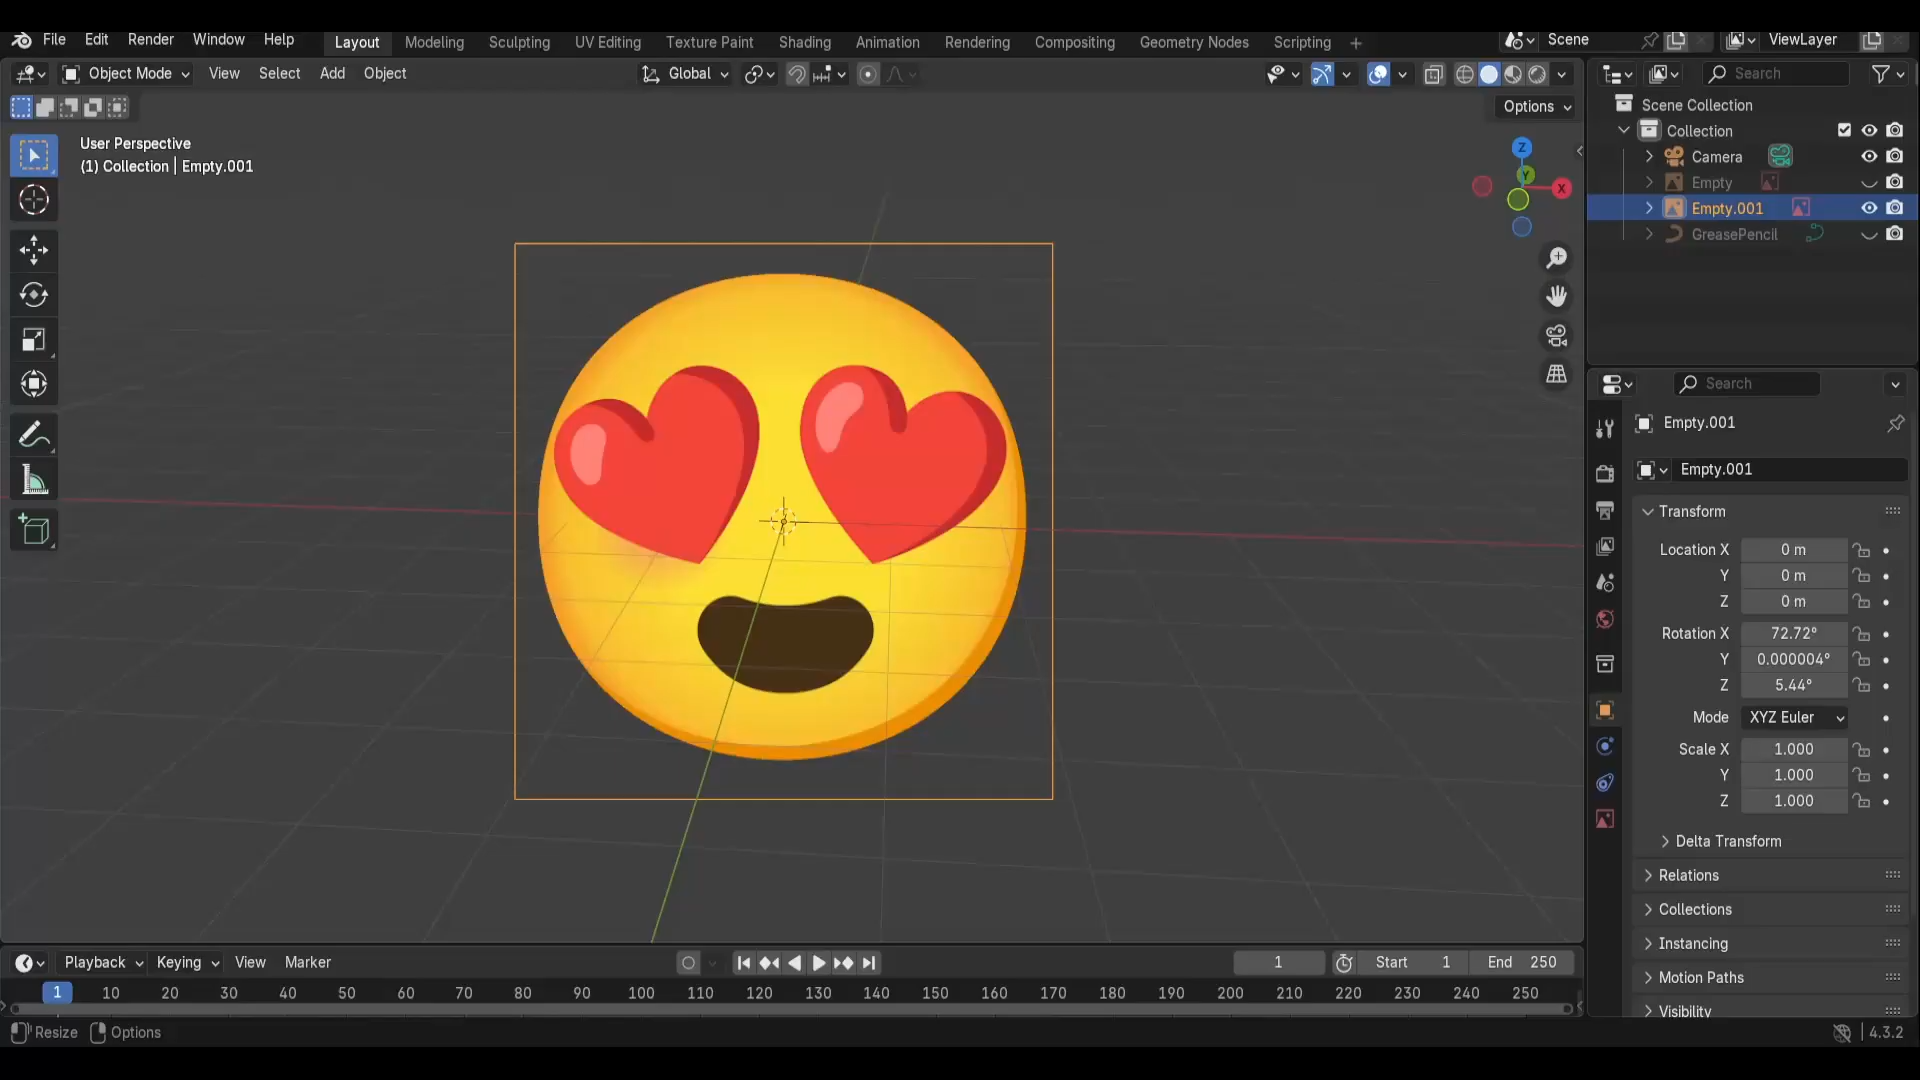 File Edit Render Window Help Layout Modeling Sculpting UV Editing Texture Paint Shading Animation Rendering Compositing Geometry Nodes Scripting + Scene ViewLayer
Object Mode View Select Add Object Global Search
Options
User Perspective
(1) Collection | Empty.001
Z
Y
X
Scene Collection
Collection
Camera
Empty
Empty.001
GreasePencil
Search
Empty.001
Empty.001
Transform
Location X 0 m
Y 0 m
Z 0 m
Rotation X 72.72°
Y 0.000004°
Z 5.44°
Mode XYZ Euler
Scale X 1.000
Y 1.000
Z 1.000
Delta Transform
Relations
Collections
Instancing
Motion Paths
Visibility
Playback Keying View Marker 1 Start 1 End 250
1 10 20 30 40 50 60 70 80 90 100 110 120 130 140 150 160 170 180 190 200 210 220 230 240 250
Resize Options 4.3.2